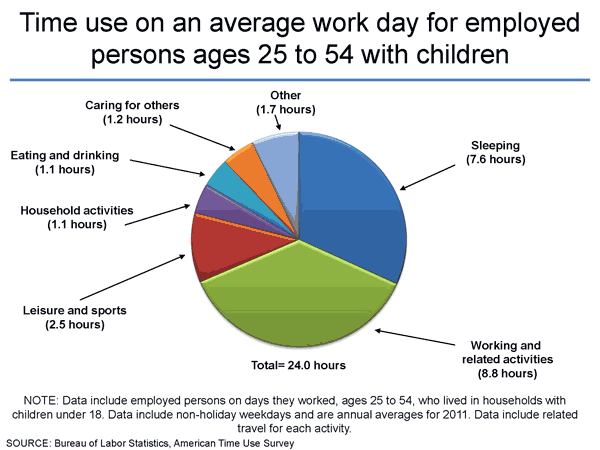 Time use on an average work day for employed
persons ages 25 to 54 with children
Other
(1.7 hours)
Caring for others
(1.2 hours)
Sleeping
(7.6 hours)
Eating and drinking
(1.1 hours)
Household activities
(1.1 hours)
Leisure and sports
(2.5 hours)
Working and
related activities
(8.8 hours)
Total= 24.0 hours
NOTE: Data include employed persons on days they worked, ages 25 to 54, who lived in households with
children under 18. Data include non-holiday weekdays and are annual averages for 2011. Data include related
travel for each activity.
SOURCE: Bureau of Labor Statistics, American Time Use Survey